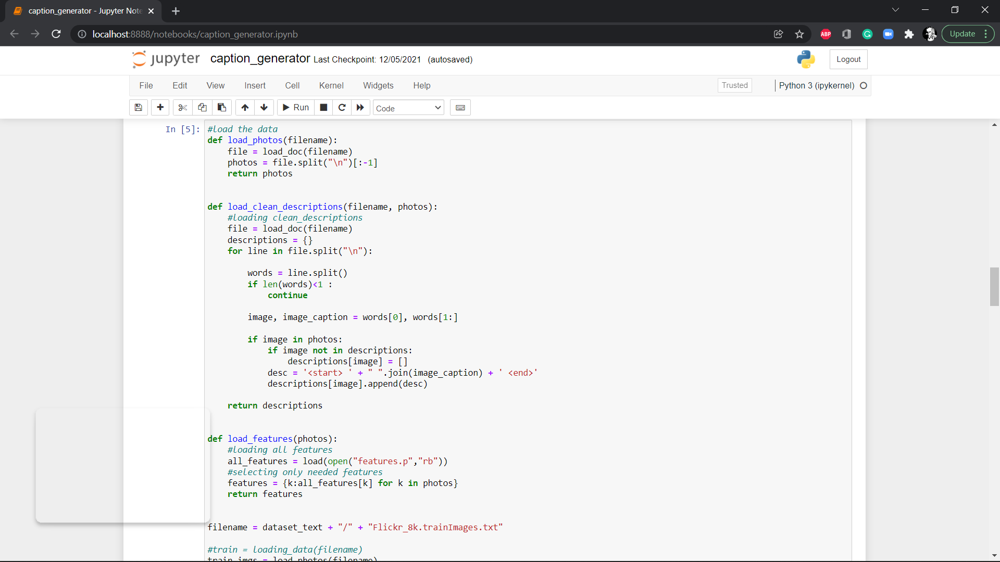 caption_generator - Jupyter Note
localhost:8888/notebooks/caption_generator.ipynb
ABP
Update
jupyter caption_generator Last Checkpoint: 12/05/2021 (autosaved)
Logout
File Edit View Insert Cell Kernel Widgets Help
Trusted
Python 3 (ipykernel)
Run
Code
In [5]:
#load the data
def load_photos(filename):
    file = load_doc(filename)
    photos = file.split("\n")[:-1]
    return photos
def load_clean_descriptions(filename, photos):
    #loading clean_descriptions
    file = load_doc(filename)
    descriptions = {}
    for line in file.split("\n"):
        words = line.split()
        if len(words)<1 :
            continue
        image, image_caption = words[0], words[1:]
        if image in photos:
            if image not in descriptions:
                descriptions[image] = []
            desc = '<start> ' + " ".join(image_caption) + ' <end>'
            descriptions[image].append(desc)
    return descriptions
def load_features(photos):
    #loading all features
    all_features = load(open("features.p","rb"))
    #selecting only needed features
    features = {k:all_features[k] for k in photos}
    return features
filename = dataset_text + "/" + "Flickr_8k.trainImages.txt"
#train = loading_data(filename)
train_imgs = load_photos(filename)